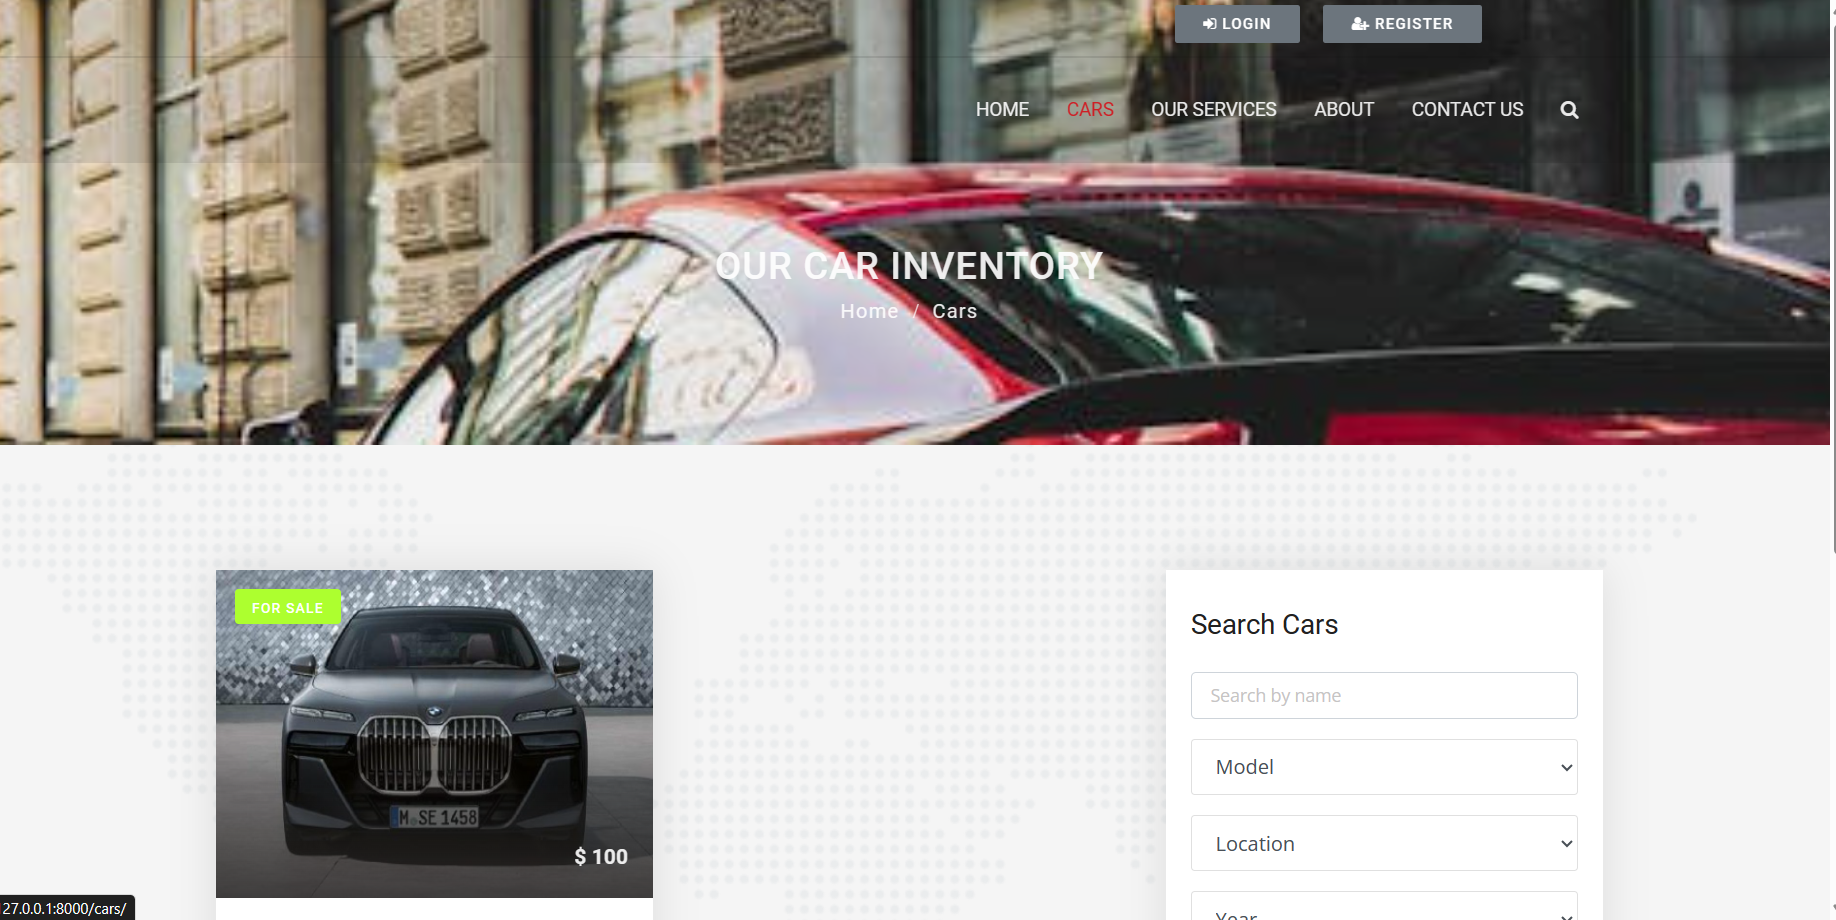 LOGIN
REGISTER
HOME
CARS
OUR SERVICES
ABOUT
CONTACT US
OUR CAR INVENTORY
Home / Cars
FOR SALE
M SE 1458
$ 100
Search Cars
Search by name
Model
Location
Year
27.0.0.1:8000/cars/